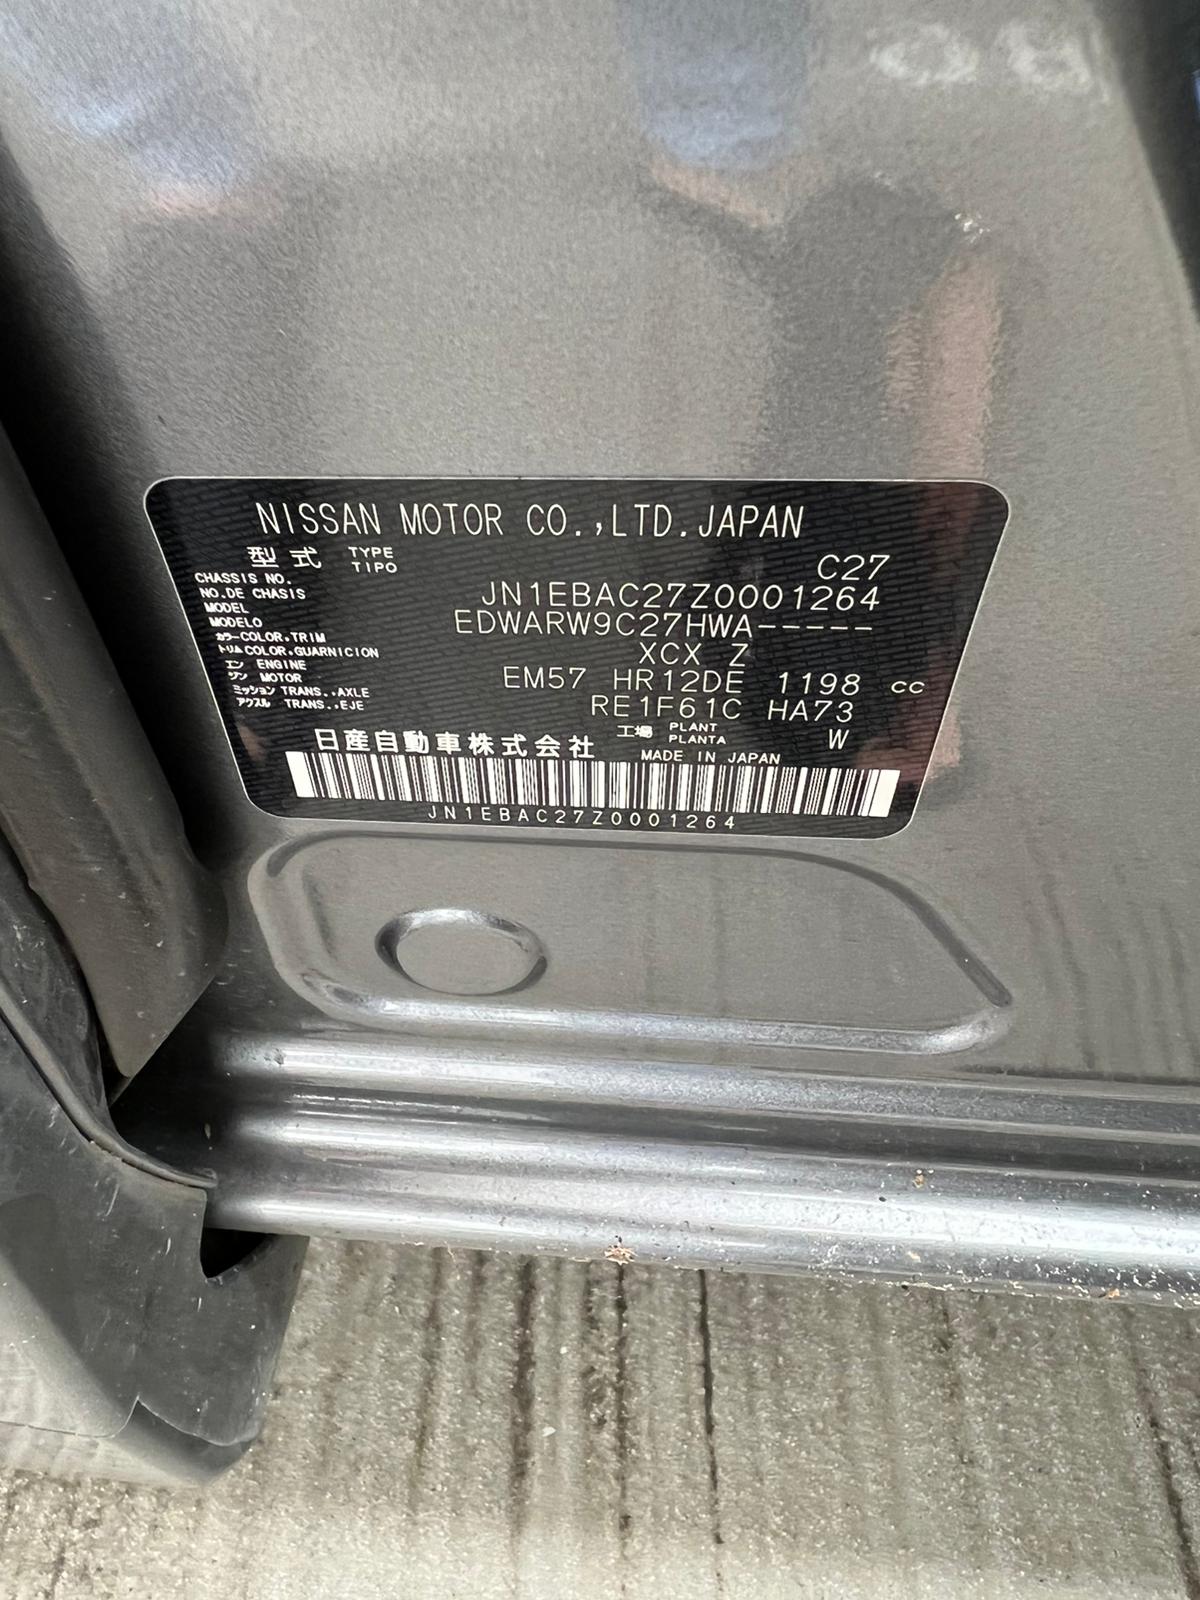 NISSAN MOTOR CO.,LTD.JAPAN
型式 TYPE TIPO C27
CHASSIS NO.
NO.DE CHASIS JN1EBAC27Z0001264
MODEL
MODELO EDWARW9C27HWA-----
カラー COLOR.TRIM
トリム COLOR.GUARNICION XCX Z
エン ENGINE
ジン MOTOR EM57 HR12DE 1198 cc
ミッション TRANS..AXLE
アクスル TRANS..EJE RE1F61C HA73
工場 PLANT PLANTA W
日産自動車株式会社 MADE IN JAPAN
JN1EBAC27Z0001264